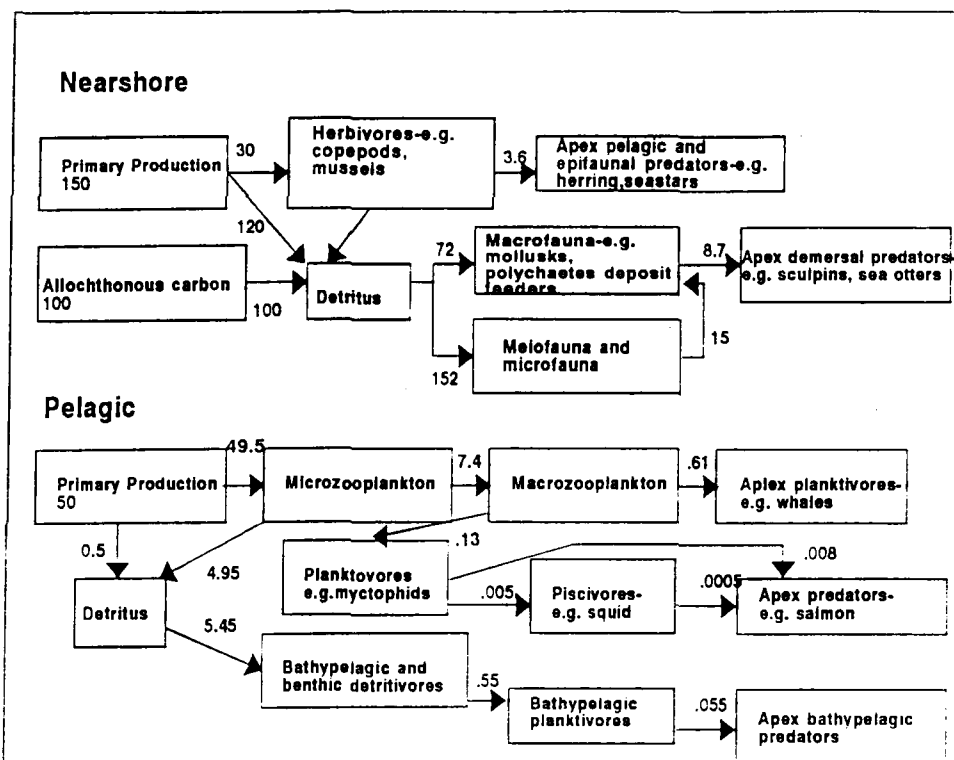 Nearshore
Herbivores-e.g.
copepods,
mussels
30
3.6
Apex pelagic and
epifaunal predators-e.g.
herring,seastars
Primary Production
150
120
72
Macrofauna-e.g.
mollusks,
polychaetes deposit
feeders
8.7
Apex demersal predators-
e.g. sculpins, sea otters
Allochthonous carbon
100
100
Detritus
15
Meiofauna and
microfauna
152
Pelagic
49.5
Primary Production
50
Microzooplankton
7.4
Macrozooplankton
.61
Aplex planktivores-
e.g. whales
0.5
4.95
.13
.008
Planktovores
e.g.myctophids
.005
Piscivores-
e.g. squid
.0005
Apex predators-
e.g. salmon
Detritus
5.45
Bathypelagic and
benthic detritivores
.55
Bathypelagic
planktivores
.055
Apex bathypelagic
predators